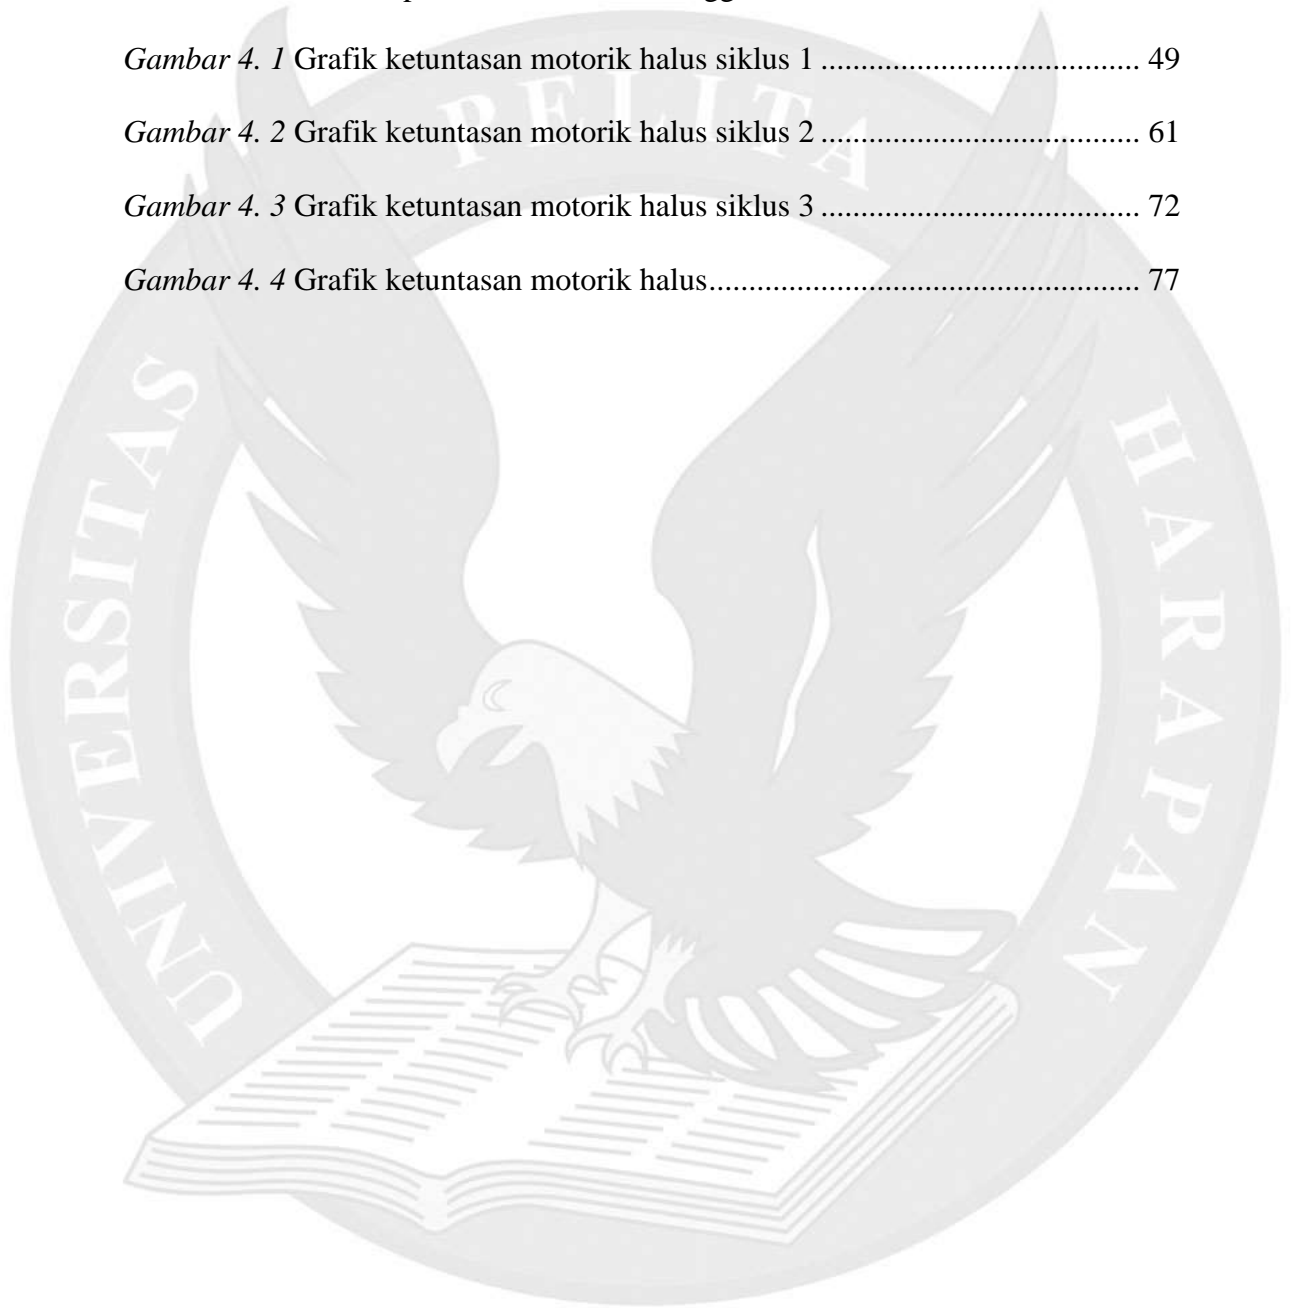 Gambar 4. 1 Grafik ketuntasan motorik halus siklus 1 ........................................ 49
Gambar 4. 2 Grafik ketuntasan motorik halus siklus 2 ........................................ 61
Gambar 4. 3 Grafik ketuntasan motorik halus siklus 3 ........................................ 72
Gambar 4. 4 Grafik ketuntasan motorik halus...................................................... 77
UNIVERSITAS PELITA HARAPAN